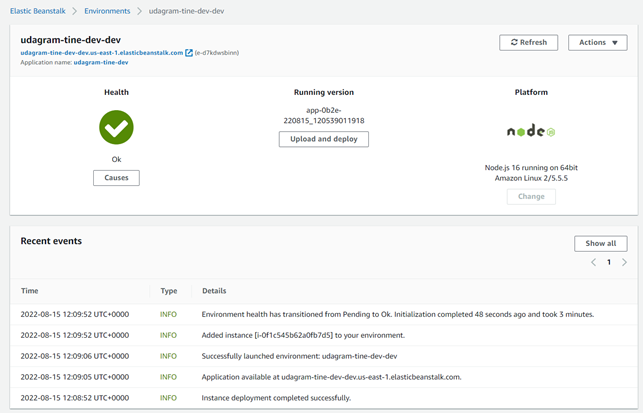 Elastic Beanstalk > Environments > udagram-tine-dev-dev
udagram-tine-dev-dev
udagram-tine-dev-dev.us-east-1.elasticbeanstalk.com (e-d7kdwsbinn)
Application name: udagram-tine-dev
Refresh
Actions
Health
Ok
Causes
Running version
app-0b2e-
220815_120539011918
Upload and deploy
Platform
node JS
Node.js 16 running on 64bit
Amazon Linux 2/5.5.5
Change
Recent events
Show all
1
Time Type Details
2022-08-15 12:09:52 UTC+0000 INFO Environment health has transitioned from Pending to Ok. Initialization completed 48 seconds ago and took 3 minutes.
2022-08-15 12:09:52 UTC+0000 INFO Added instance [i-0f1c545b62a0fb7d5] to your environment.
2022-08-15 12:09:06 UTC+0000 INFO Successfully launched environment: udagram-tine-dev-dev
2022-08-15 12:09:05 UTC+0000 INFO Application available at udagram-tine-dev-dev.us-east-1.elasticbeanstalk.com.
2022-08-15 12:08:52 UTC+0000 INFO Instance deployment completed successfully.